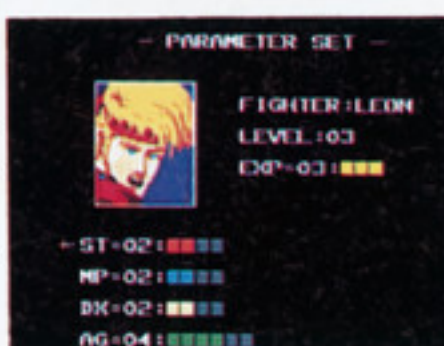 — PARAMETER SET —
FIGHTER:LEON
LEVEL:03
EXP=03:
←ST=02:
MP=02:
DX=02:
AG=04: